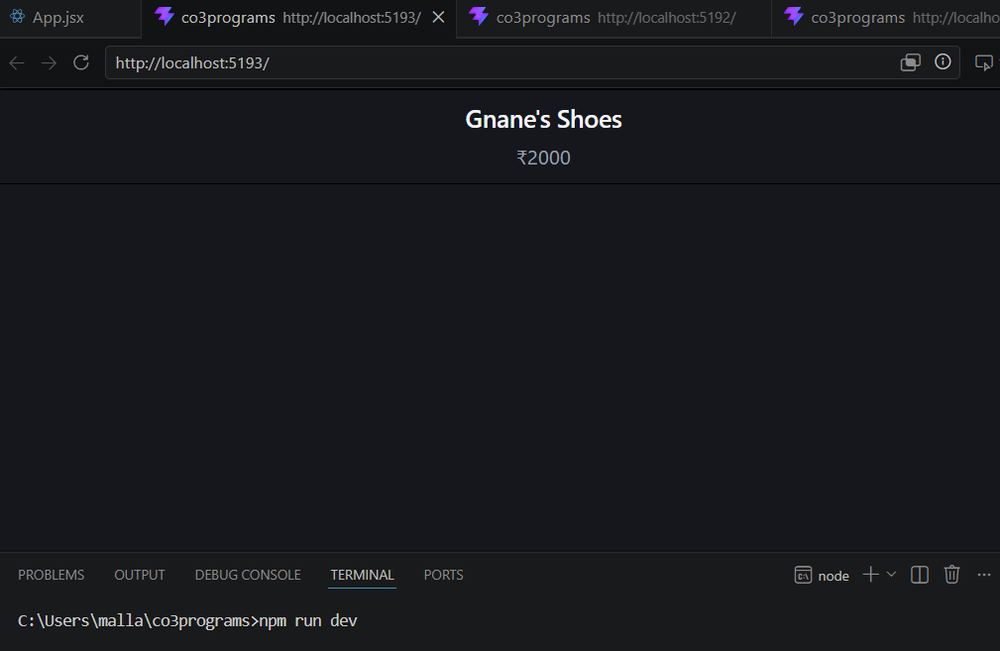 App.jsx
co3programs http://localhost:5193/
co3programs http://localhost:5192/
co3programs http://localho
http://localhost:5193/
Gnane's Shoes
₹2000
PROBLEMS OUTPUT DEBUG CONSOLE TERMINAL PORTS
node
C:\Users\malla\co3programs>npm run dev